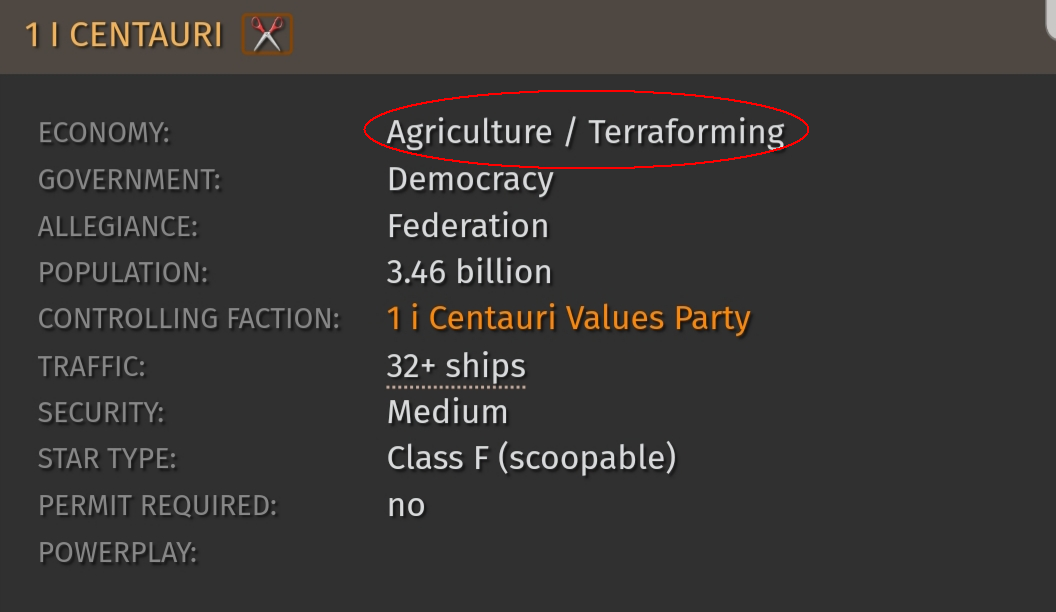 1 I CENTAURI
ECONOMY: Agriculture / Terraforming
GOVERNMENT: Democracy
ALLEGIANCE: Federation
POPULATION: 3.46 billion
CONTROLLING FACTION: 1 i Centauri Values Party
TRAFFIC: 32+ ships
SECURITY: Medium
STAR TYPE: Class F (scoopable)
PERMIT REQUIRED: no
POWERPLAY: